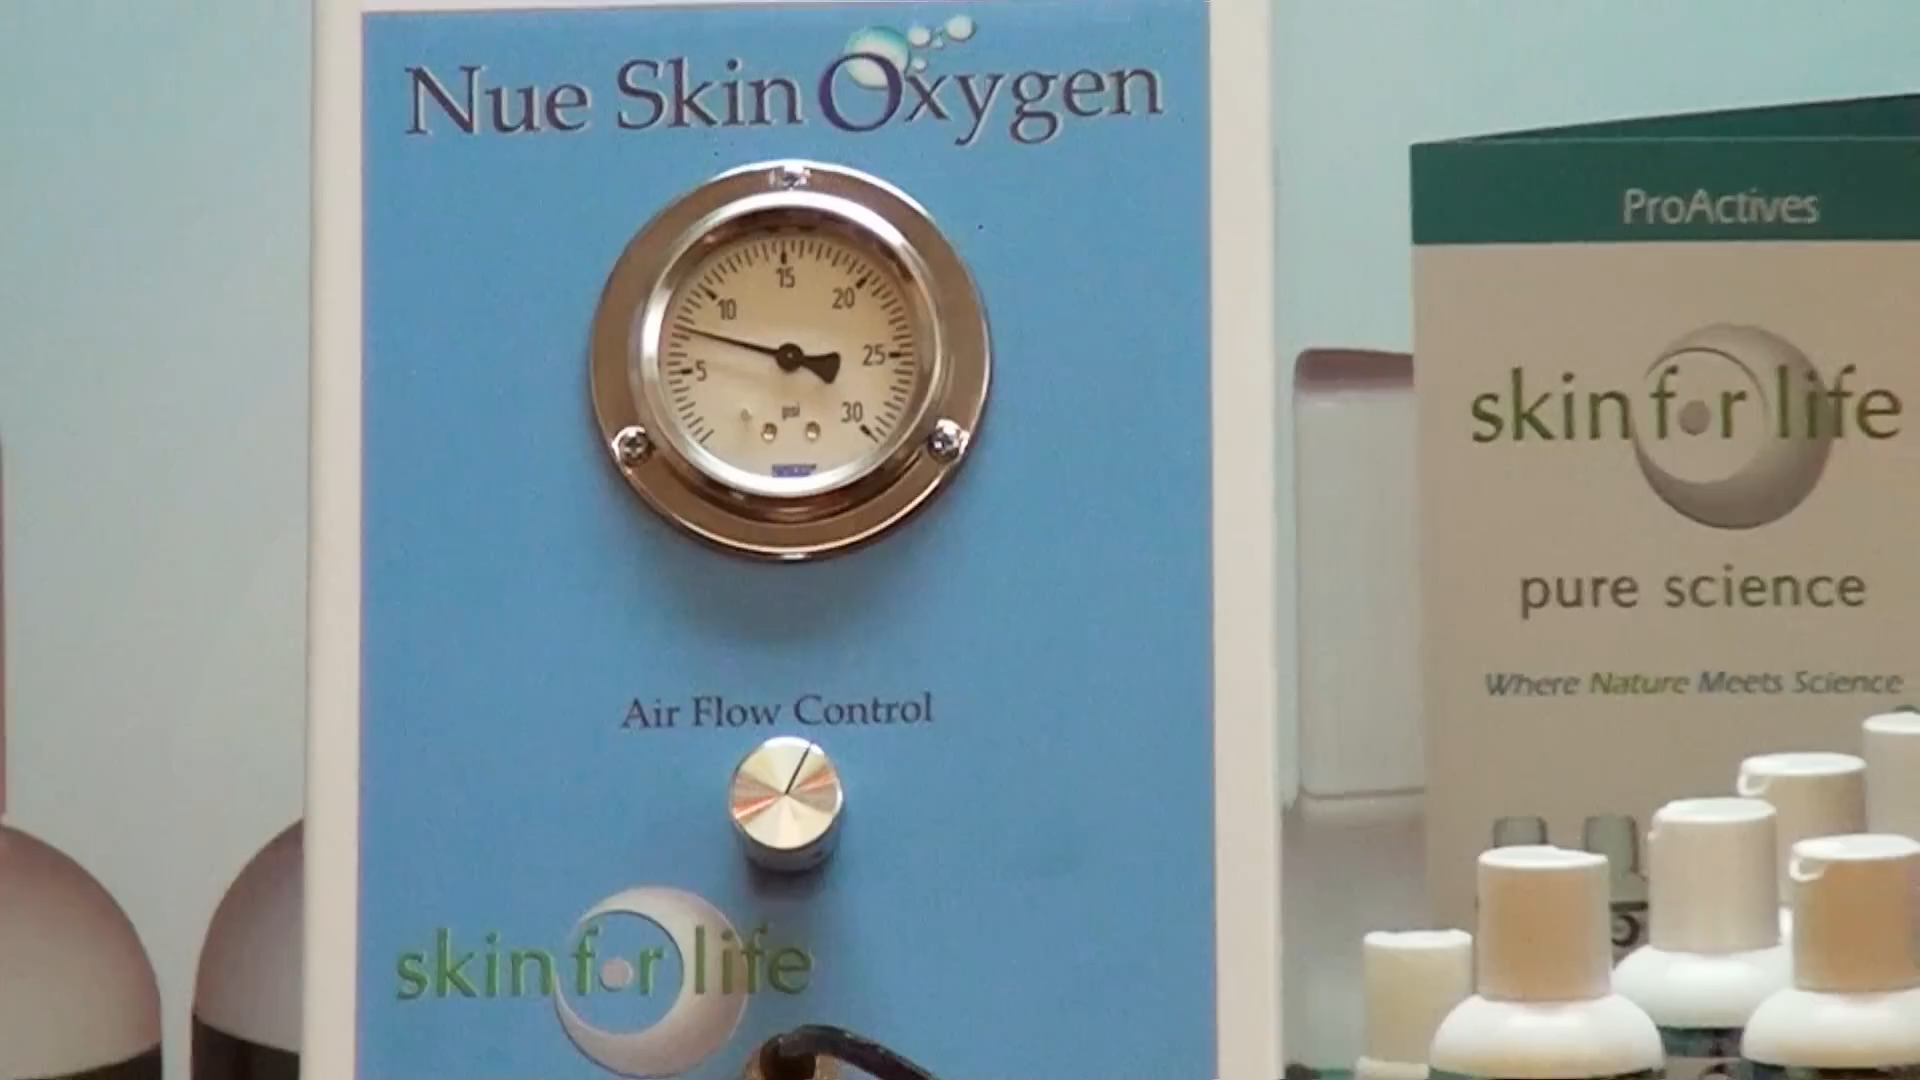 Nue Skin Oxygen
15
10
20
5
25
psi
30
Air Flow Control
skin for life
ProActives
skin for life
pure science
Where Nature Meets Science